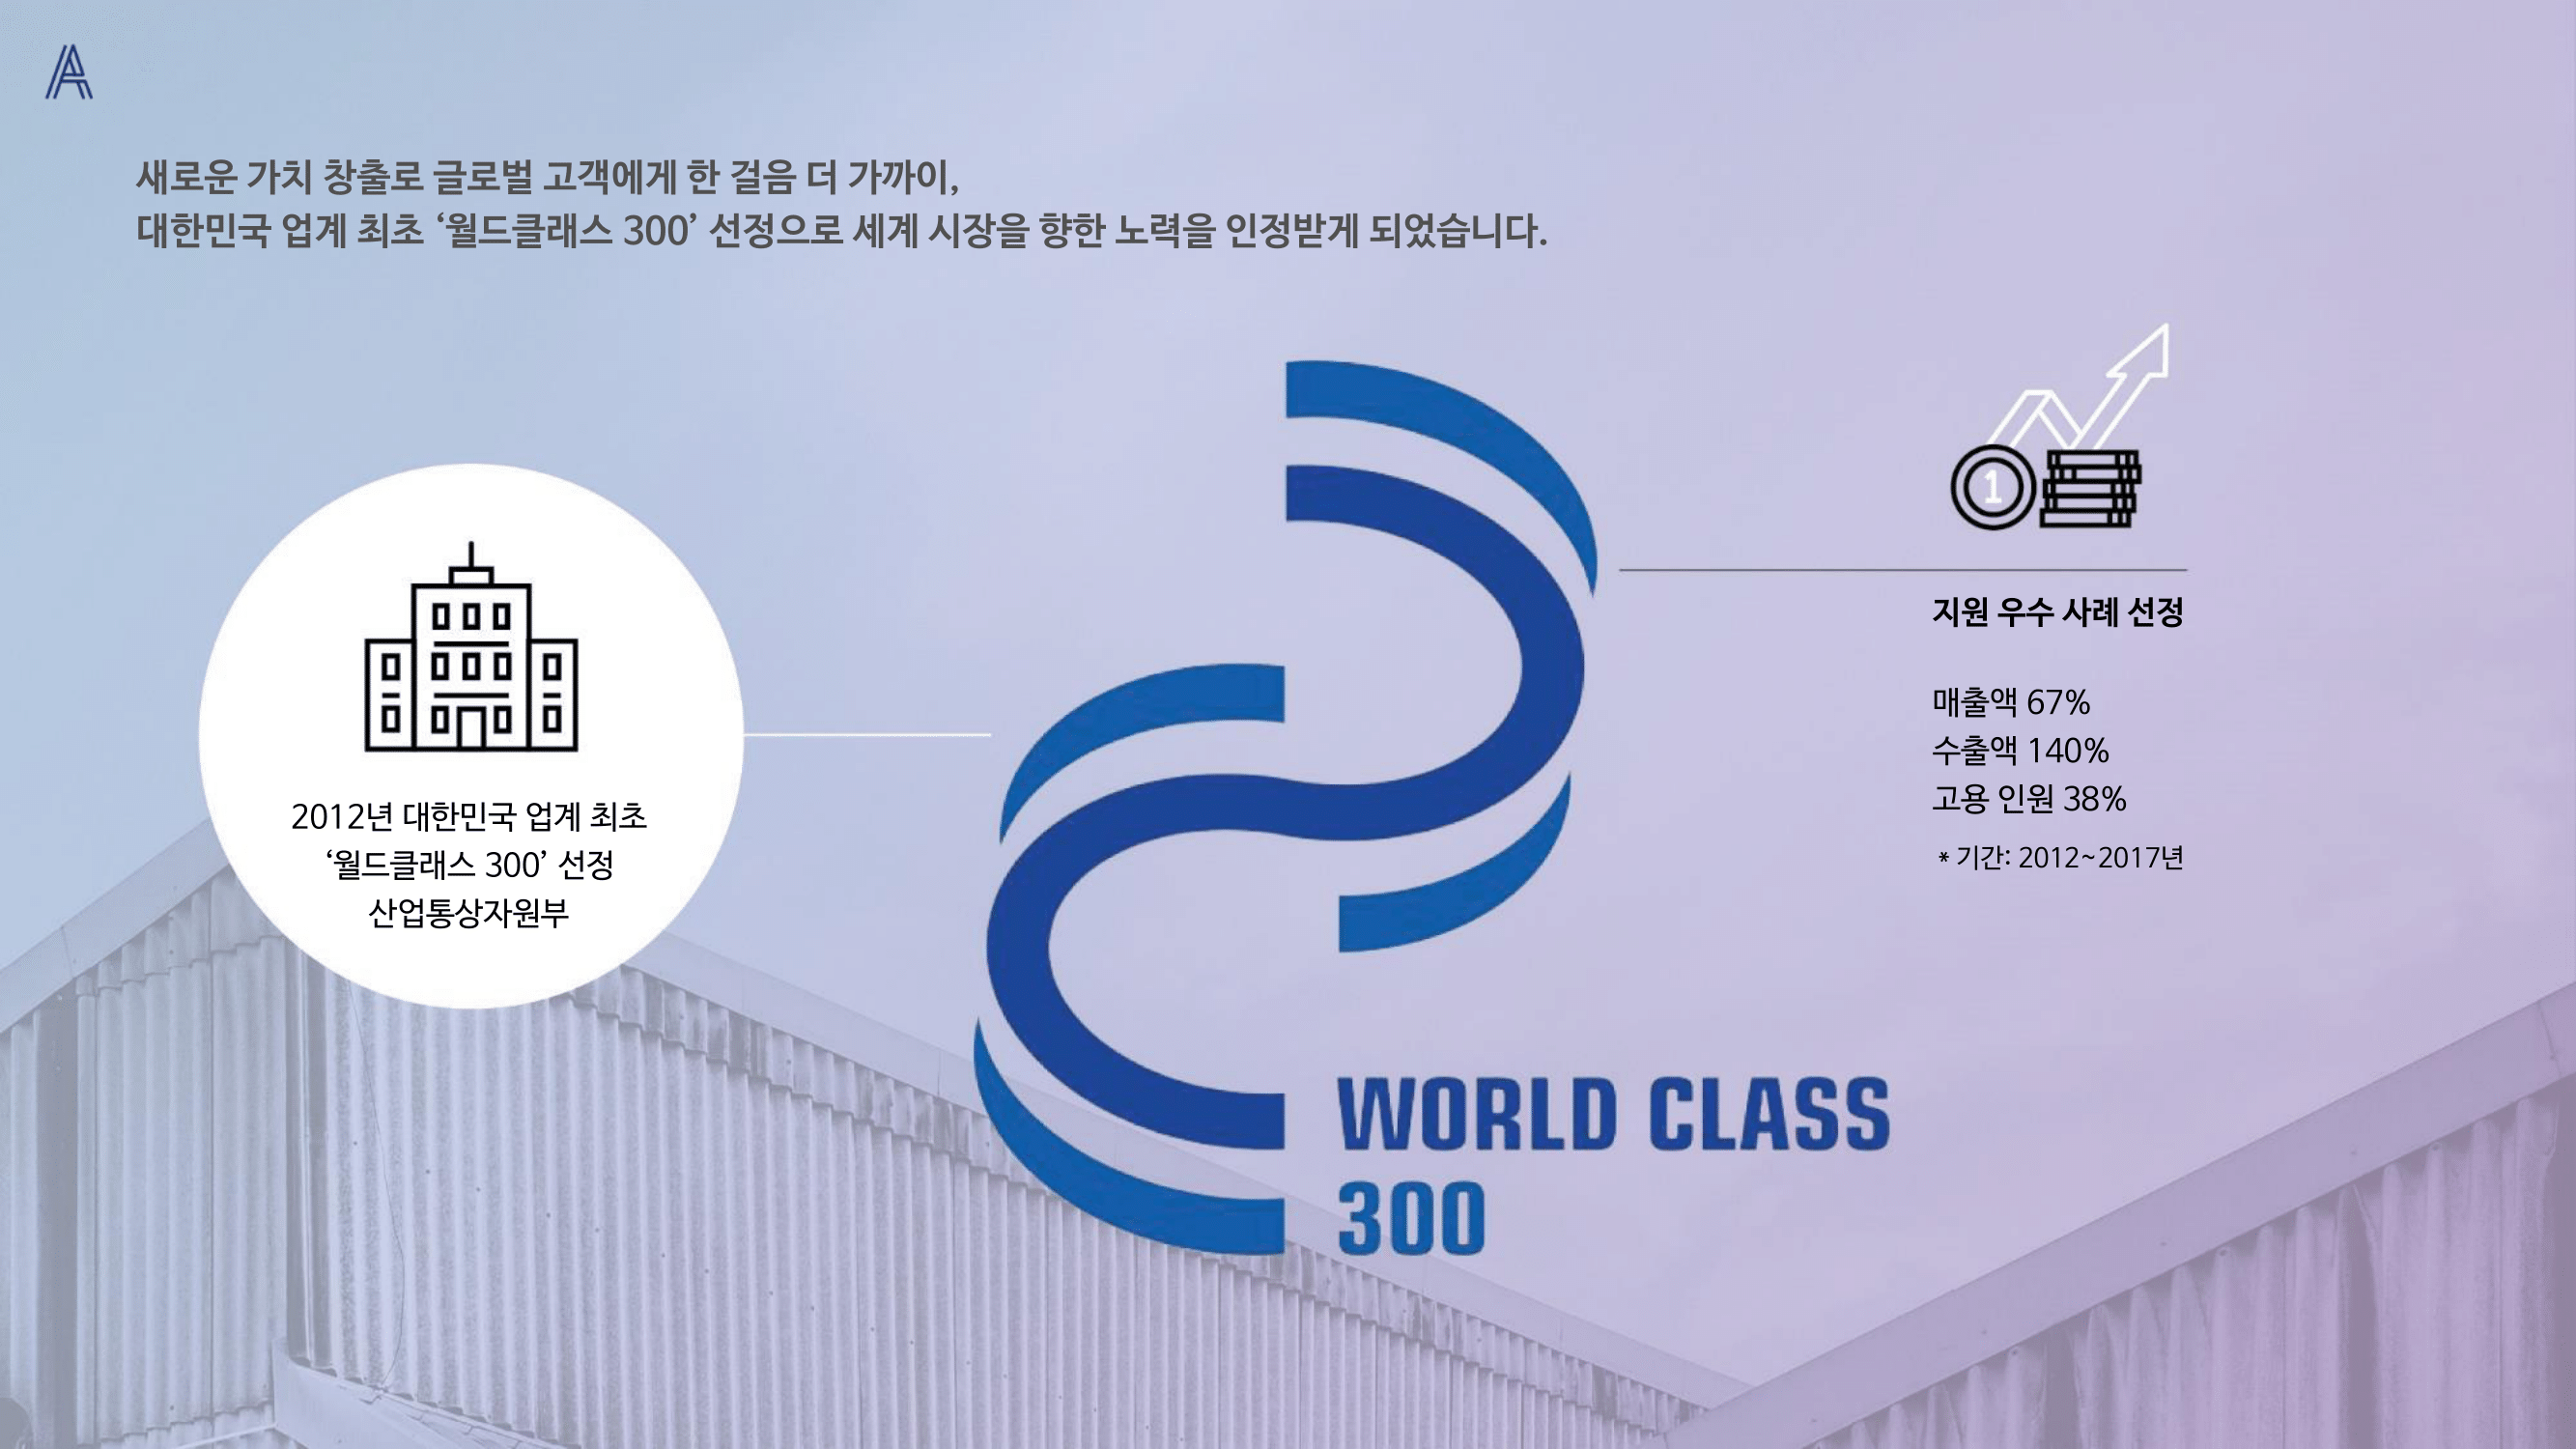 새로운 가치 창출로 글로벌 고객에게 한 걸음 더 가까이,
대한민국 업계 최초 ‘월드클래스 300’ 선정으로 세계 시장을 향한 노력을 인정받게 되었습니다.
2012년 대한민국 업계 최초
‘월드클래스 300’ 선정
산업통상자원부
WORLD CLASS
300
1
지원 우수 사례 선정
매출액 67%
수출액 140%
고용 인원 38%
* 기간: 2012~2017년